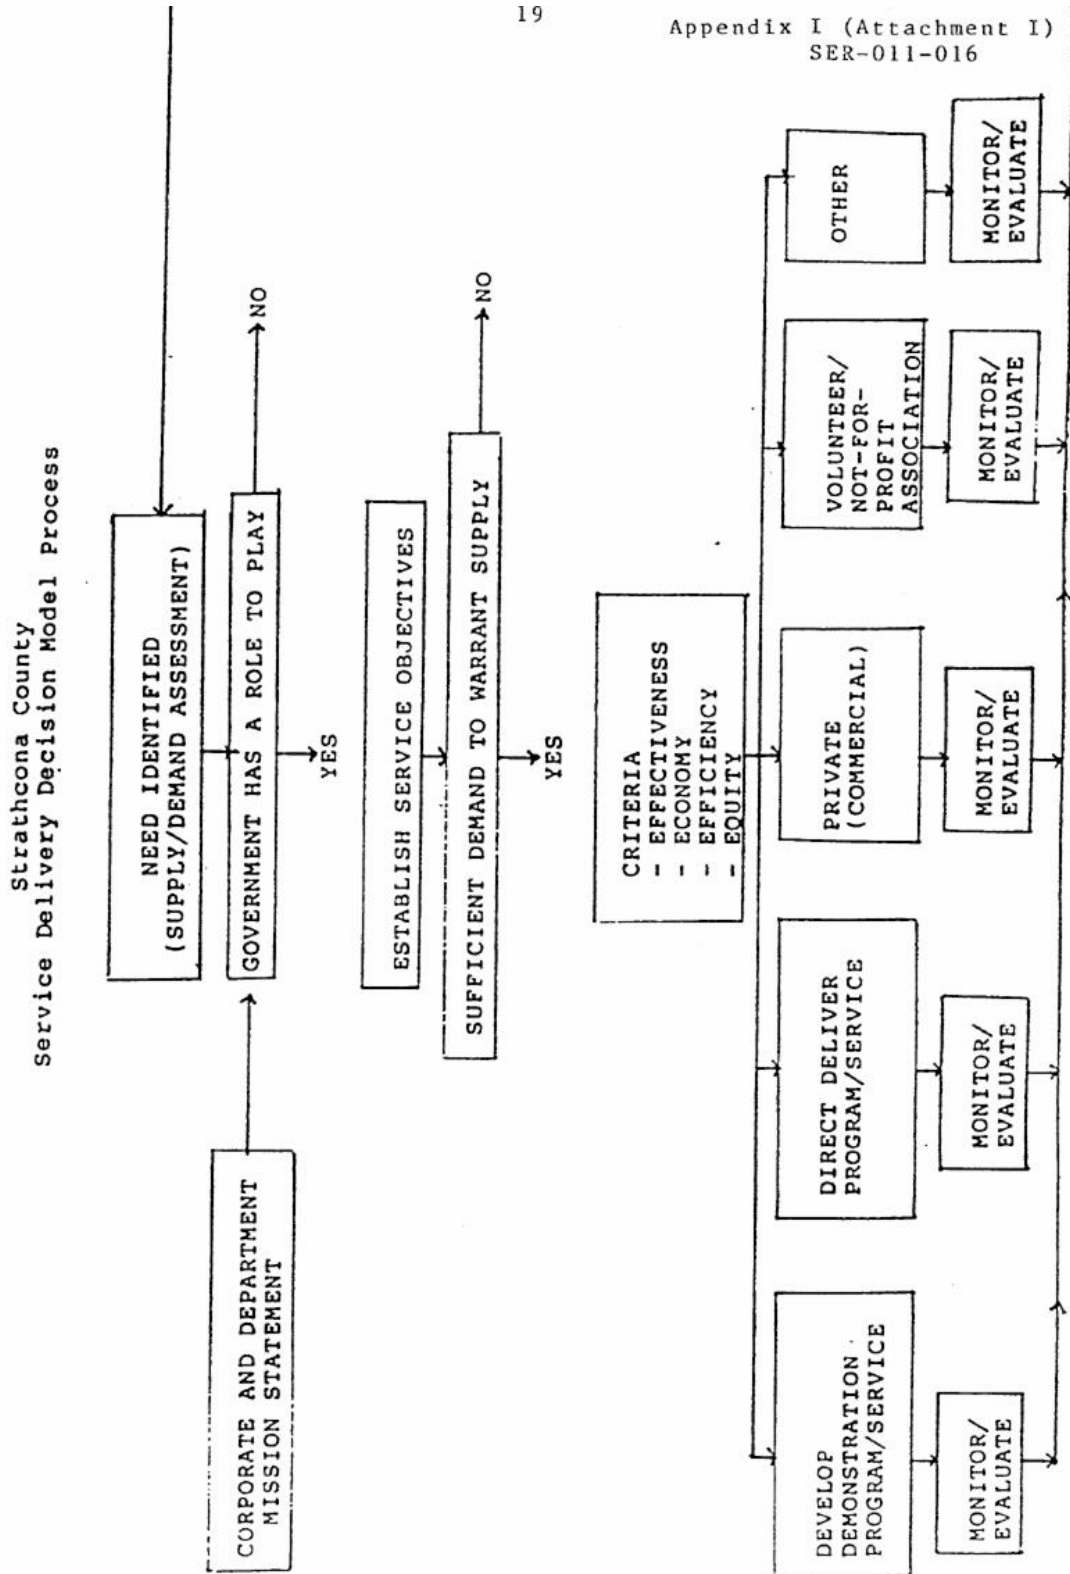 19
Appendix I (Attachment I)
SER-011-016
Strathcona County
Service Delivery Decision Model Process
NEED IDENTIFIED
(SUPPLY/DEMAND ASSESSMENT)
CORPORATE AND DEPARTMENT
MISSION STATEMENT
GOVERNMENT HAS A ROLE TO PLAY
NO
YES
ESTABLISH SERVICE OBJECTIVES
SUFFICIENT DEMAND TO WARRANT SUPPLY
NO
YES
CRITERIA
- EFFECTIVENESS
- ECONOMY
- EFFICIENCY
- EQUITY
DEVELOP
DEMONSTRATION
PROGRAM/SERVICE
DIRECT DELIVER
PROGRAM/SERVICE
PRIVATE
(COMMERCIAL)
VOLUNTEER/
NOT-FOR-
PROFIT
ASSOCIATION
OTHER
MONITOR/
EVALUATE
MONITOR/
EVALUATE
MONITOR/
EVALUATE
MONITOR/
EVALUATE
MONITOR/
EVALUATE